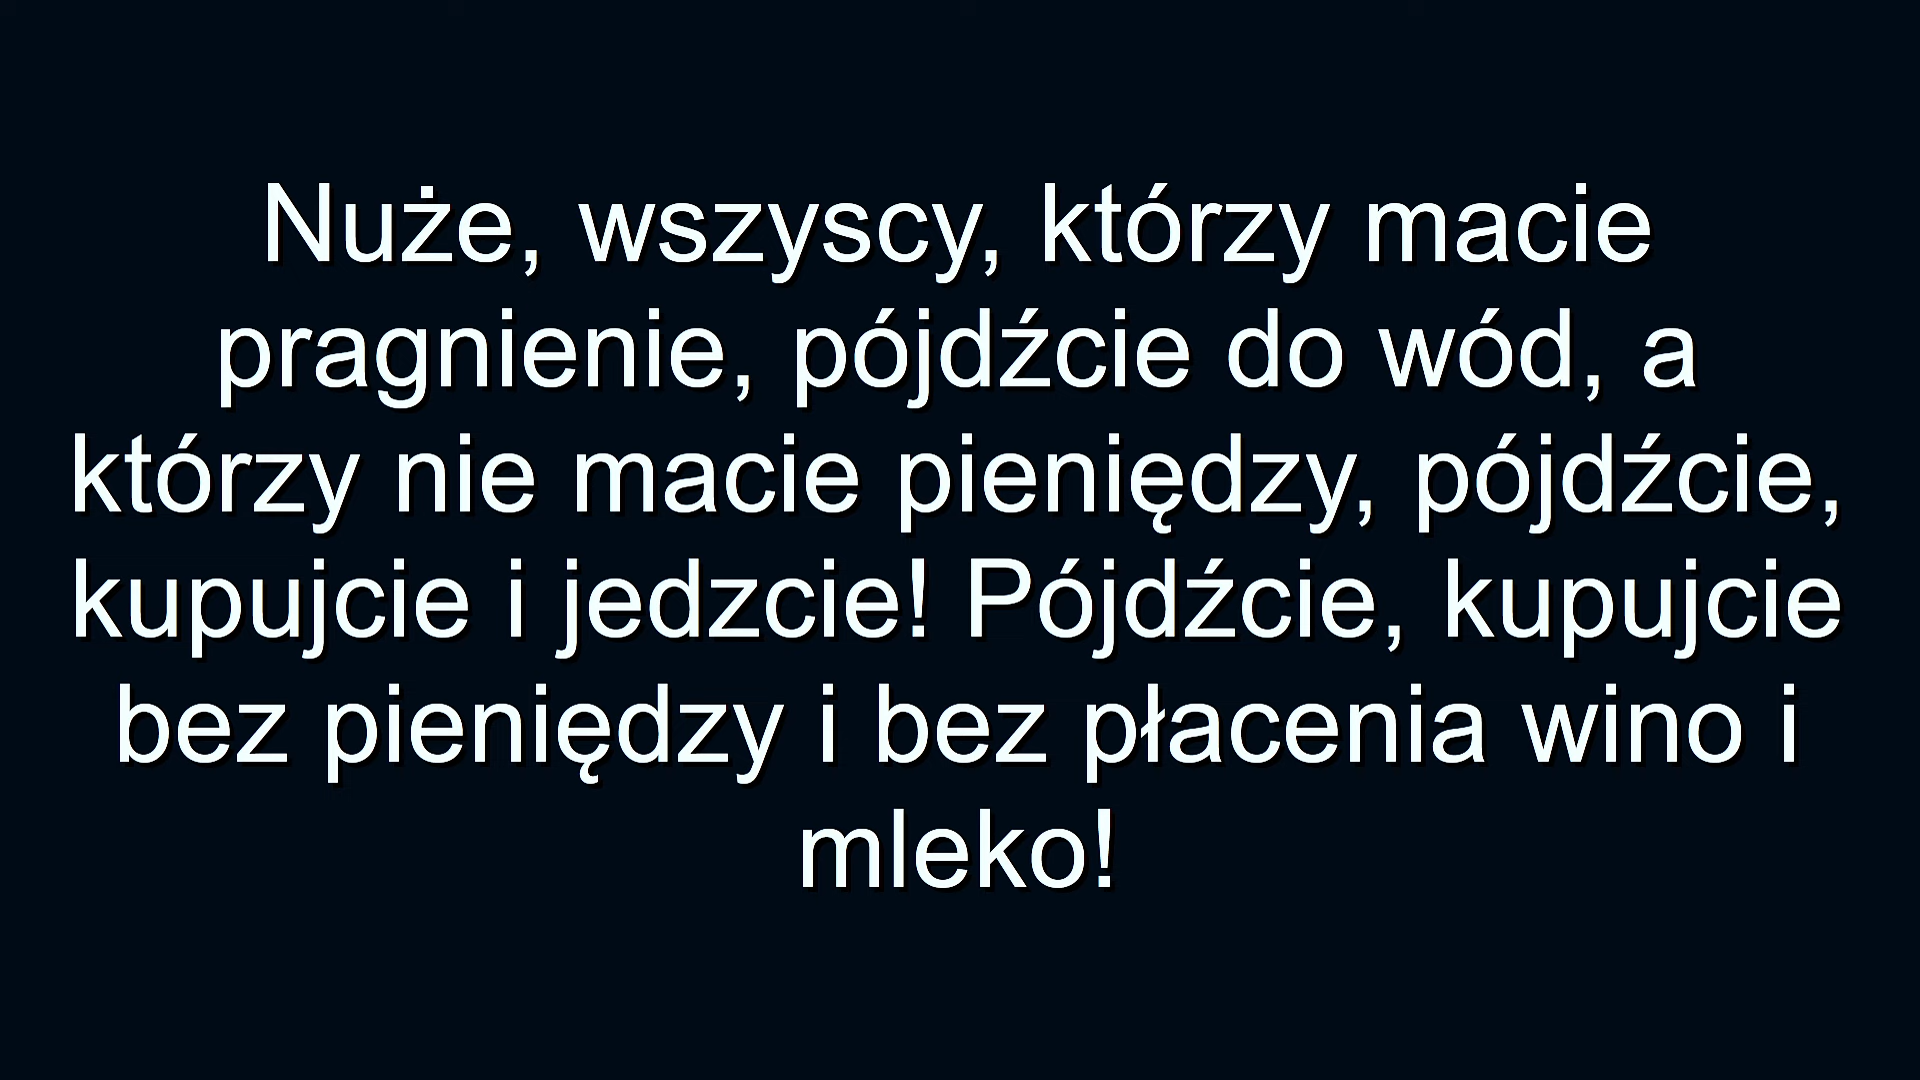 Nuże, wszyscy, którzy macie
pragnienie, pójdźcie do wód, a
którzy nie macie pieniędzy, pójdźcie,
kupujcie i jedzcie! Pójdźcie, kupujcie
bez pieniędzy i bez płacenia wino i
mleko!